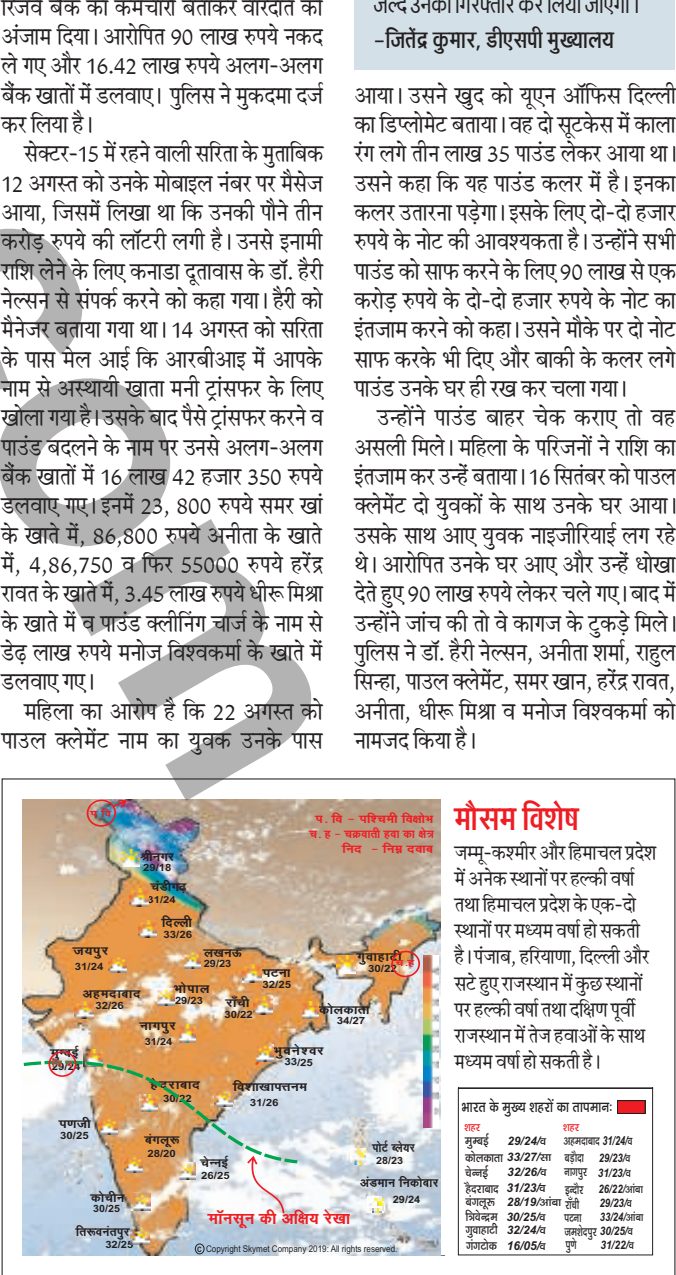 रिजर्व बैंक का कर्मचारी बताकर वारदात को
अंजाम दिया। आरोपित 90 लाख रुपये नकद
ले गए और 16.42 लाख रुपये अलग-अलग
बैंक खातों में डलवाए। पुलिस ने मुकदमा दर्ज
कर लिया है।
सेक्टर-15 में रहने वाली सरिता के मुताबिक
12 अगस्त को उनके मोबाइल नंबर पर मैसेज
आया, जिसमें लिखा था कि उनकी पौने तीन
करोड़ रुपये की लॉटरी लगी है। उनसे इनामी
राशि लेने के लिए कनाडा दूतावास के डॉ. हैरी
नेल्सन से संपर्क करने को कहा गया। हैरी को
मैनेजर बताया गया था। 14 अगस्त को सरिता
के पास मेल आई कि आरबीआइ में आपके
नाम से अस्थायी खाता मनी ट्रांसफर के लिए
खोला गया है। उसके बाद पैसे ट्रांसफर करने व
पाउंड बदलने के नाम पर उनसे अलग-अलग
बैंक खातों में 16 लाख 42 हजार 350 रुपये
डलवाए गए। इनमें 23, 800 रुपये समर खां
के खाते में, 86,800 रुपये अनीता के खाते
में, 4,86,750 व फिर 55000 रुपये हरेंद्र
रावत के खाते में, 3.45 लाख रुपये धीरू मिश्रा
के खाते में व पाउंड क्लीनिंग चार्ज के नाम से
डेढ़ लाख रुपये मनोज विश्वकर्मा के खाते में
डलवाए गए।
महिला का आरोप है कि 22 अगस्त को
पाउल क्लेमेंट नाम का युवक उनके पास
जल्द उनको गिरफ्तार कर लिया जाएगा।
-जितेंद्र कुमार, डीएसपी मुख्यालय
आया। उसने खुद को यूएन ऑफिस दिल्ली
का डिप्लोमेट बताया। वह दो सूटकेस में काला
रंग लगे तीन लाख 35 पाउंड लेकर आया था।
उसने कहा कि यह पाउंड कलर में है। इनका
कलर उतारना पड़ेगा। इसके लिए दो-दो हजार
रुपये के नोट की आवश्यकता है। उन्होंने सभी
पाउंड को साफ करने के लिए 90 लाख से एक
करोड़ रुपये के दो-दो हजार रुपये के नोट का
इंतजाम करने को कहा। उसने मौके पर दो नोट
साफ करके भी दिए और बाकी के कलर लगे
पाउंड उनके घर ही रख कर चला गया।
उन्होंने पाउंड बाहर चेक कराए तो वह
असली मिले। महिला के परिजनों ने राशि का
इंतजाम कर उन्हें बताया। 16 सितंबर को पाउल
क्लेमेंट दो युवकों के साथ उनके घर आया।
उसके साथ आए युवक नाइजीरियाई लग रहे
थे। आरोपित उनके घर आए और उन्हें धोखा
देते हुए 90 लाख रुपये लेकर चले गए। बाद में
उन्होंने जांच की तो वे कागज के टुकड़े मिले।
पुलिस ने डॉ. हैरी नेल्सन, अनीता शर्मा, राहुल
सिन्हा, पाउल क्लेमेंट, समर खान, हरेंद्र रावत,
अनीता, धीरू मिश्रा व मनोज विश्वकर्मा को
नामजद किया है।
प. वि
प. वि - पश्चिमी विक्षोभ
च. ह - चक्रवाती हवा का क्षेत्र
निद - निम्न दवाब
श्रीनगर
29/18
चंडीगढ़
31/24
दिल्ली
33/26
जयपुर
31/24
लखनऊ
29/23
पटना
32/25
गुवाहाटी
30/22
च.ह
अहमदाबाद
32/26
भोपाल
29/23
राँची
30/22
कोलकाता
34/27
नागपुर
31/24
मुम्बई
29/24
भुवनेश्वर
33/25
हैदराबाद
30/22
विशाखापत्तनम
31/26
पणजी
30/25
बंगलूरू
28/20
चेन्नई
26/25
पोर्ट ब्लेयर
28/23
अंडमान निकोबार
29/24
कोचीन
30/25
तिरूवनंतपुर
32/25
मॉनसून की अक्षिय रेखा
© Copyright Skymet Company 2019: All rights reserved.
मौसम विशेष
जम्मू-कश्मीर और हिमाचल प्रदेश
में अनेक स्थानों पर हल्की वर्षा
तथा हिमाचल प्रदेश के एक-दो
स्थानों पर मध्यम वर्षा हो सकती
है। पंजाब, हरियाणा, दिल्ली और
सटे हुए राजस्थान में कुछ स्थानों
पर हल्की वर्षा तथा दक्षिण पूर्वी
राजस्थान में तेज हवाओं के साथ
मध्यम वर्षा हो सकती है।
भारत के मुख्य शहरों का तापमान:
शहर शहर
मुम्बई 29/24/व अहमदाबाद 31/24/व
कोलकाता 33/27/सा बड़ौदा 29/23/व
चेन्नई 32/26/व नागपुर 31/23/व
हैदराबाद 31/23/व इन्दौर 26/22/आंबा
बंगलूरू 28/19/आंबा राँची 29/23/व
त्रिवेन्द्रम 30/25/व पटना 33/24/आंबा
गुवाहाटी 32/24/व जमशेदपुर 30/25/व
गंगटोक 16/05/व पुणे 31/22/व